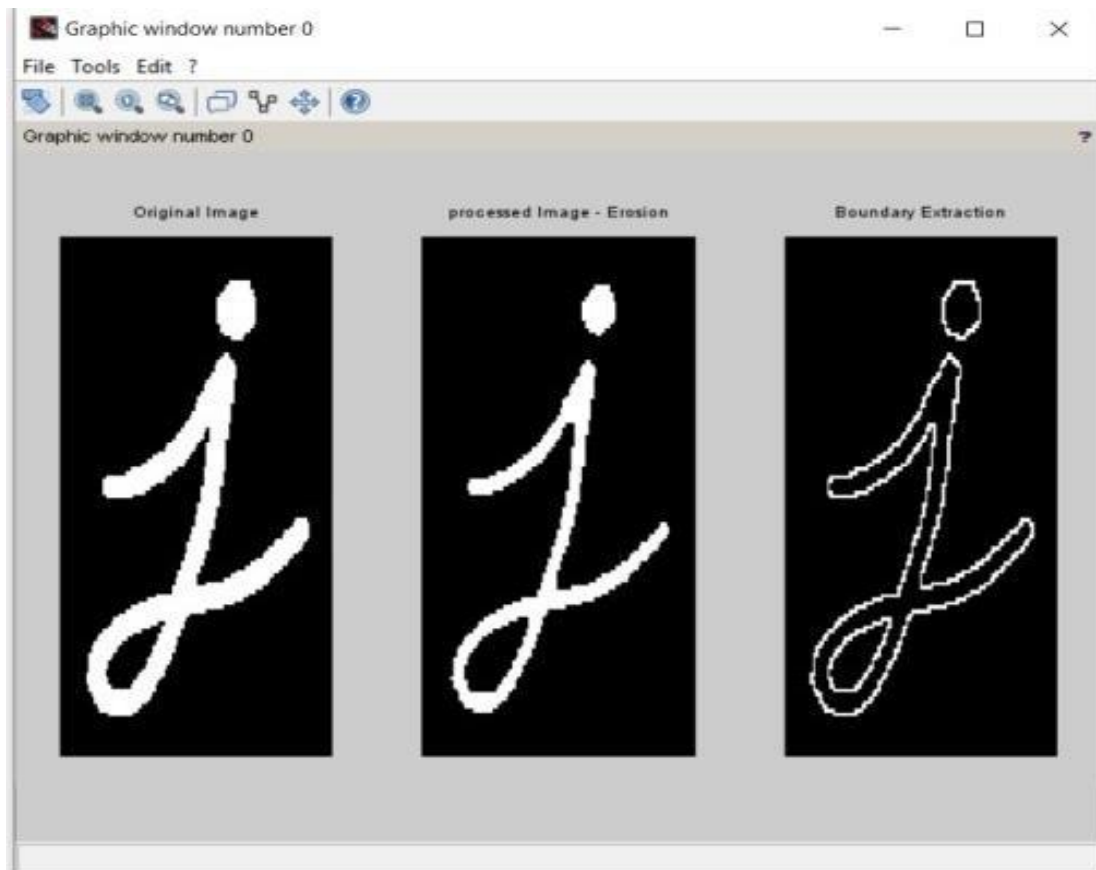 Graphic window number 0
File Tools Edit ?
Graphic window number 0 ?
Original Image
processed Image - Erosion
Boundary Extraction
j
j
j